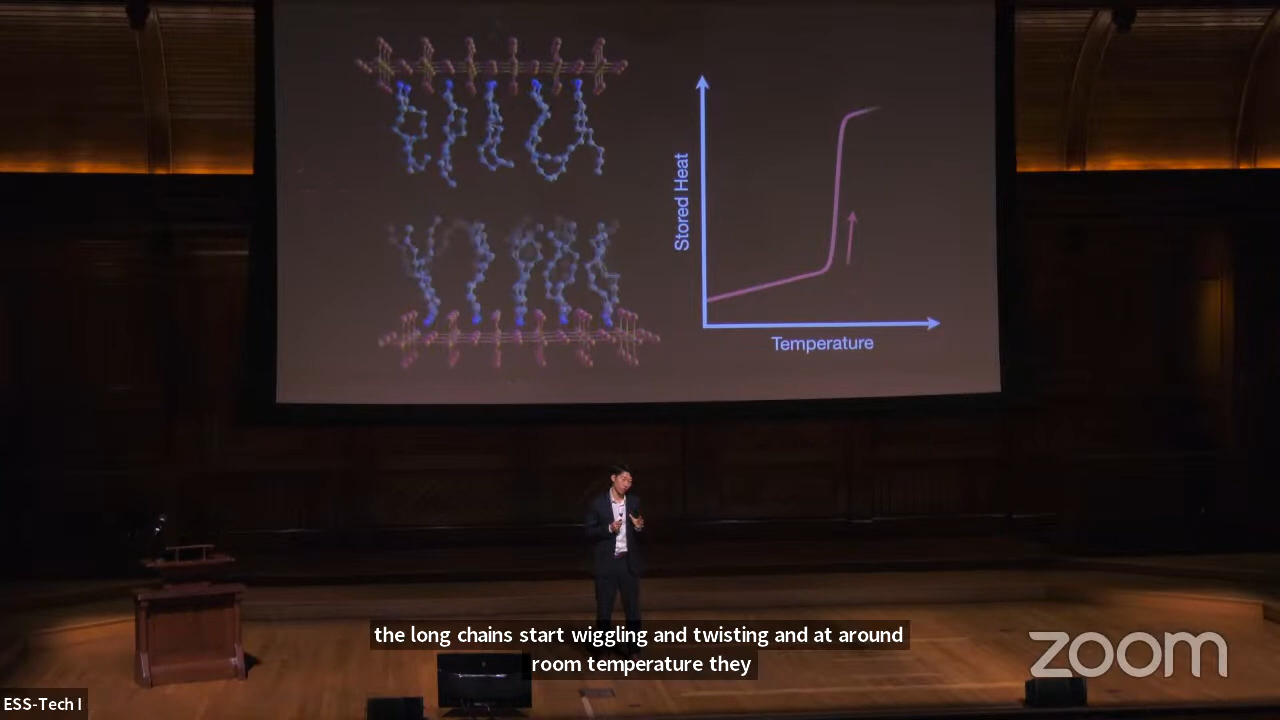 Stored Heat
Temperature
the long chains start wiggling and twisting and at around
room temperature they
zoom
ESS-Tech I